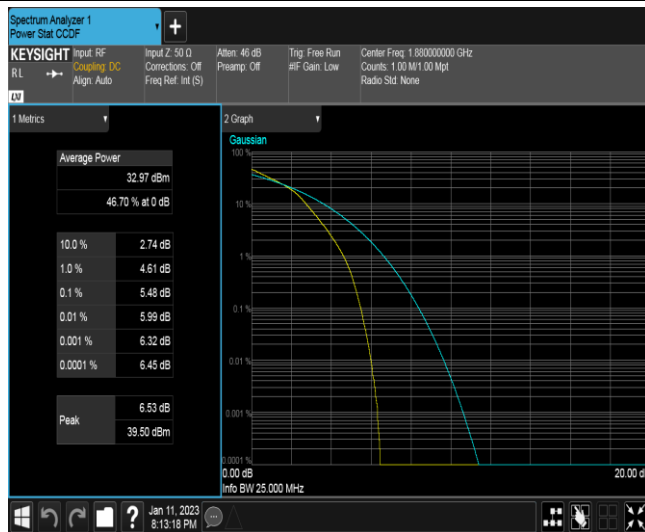 Spectrum Analyzer 1
Power Stat CCDF
+
KEYSIGHT
RL
Input: RF
Coupling: DC
Align: Auto
Input Z: 50 Ω
Corrections: Off
Freq Ref: Int (S)
Atten: 46 dB
Preamp: Off
Trig: Free Run
#IF Gain: Low
Center Freq: 1.880000000 GHz
Counts: 1.00 M/1.00 Mpt
Radio Std: None
LXI
1 Metrics
Average Power
32.97 dBm
46.70 % at 0 dB
10.0 % 2.74 dB
1.0 % 4.61 dB
0.1 % 5.48 dB
0.01 % 5.99 dB
0.001 % 6.32 dB
0.0001 % 6.45 dB
Peak
6.53 dB
39.50 dBm
2 Graph
Gaussian
100 %
10 %
1 %
0.1 %
0.01 %
0.001 %
0.0001 %
0.00 dB
20.00 d
Info BW 25.000 MHz
?
Jan 11, 2023
8:13:18 PM